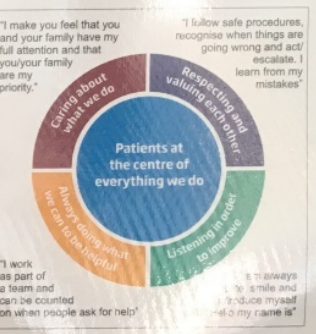 "I make you feel that you
and your family have my
full attention and that
you/your family
are my
priority."
"I follow safe procedures,
recognise when things are
going wrong and act/
escalate. I
learn from my
mistakes"
Caring about
what we do
Respecting and
valuing each other
Patients at
the centre of
everything we do
Always doing what
we can to be helpful
Listening in order
to improve
"I work
as part of
a team and
can be counted
on when people ask for help"
always
smile and
myself
my name is"